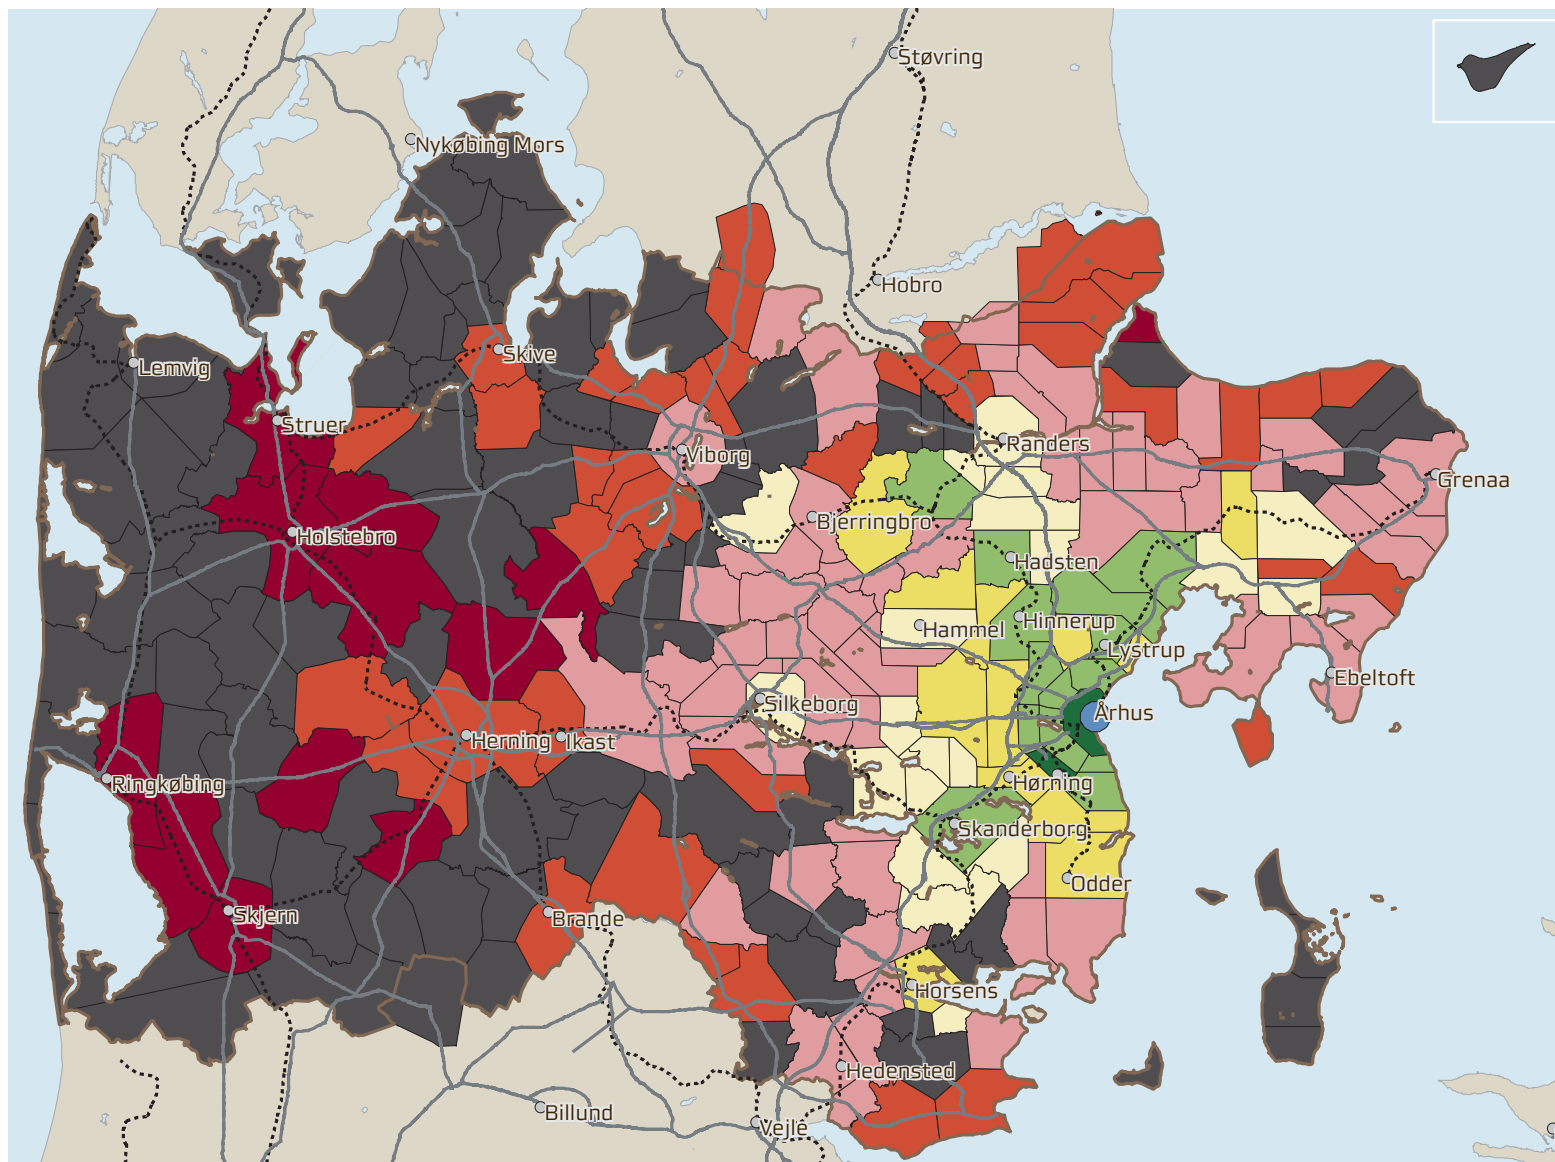 Støvring
Nykøbing Mors
Hobro
Skive
Lemvig
Struer
Viborg
Randers
Grenaa
Bjerringbro
Holstebro
Hadsten
Hammel
Hinnerup
Lystrup
Ebeltoft
Silkeborg
Århus
Herning
Ikast
Ringkøbing
Hørning
Skanderborg
Odder
Skjern
Brande
Horsens
Hedensted
Billund
Vejle